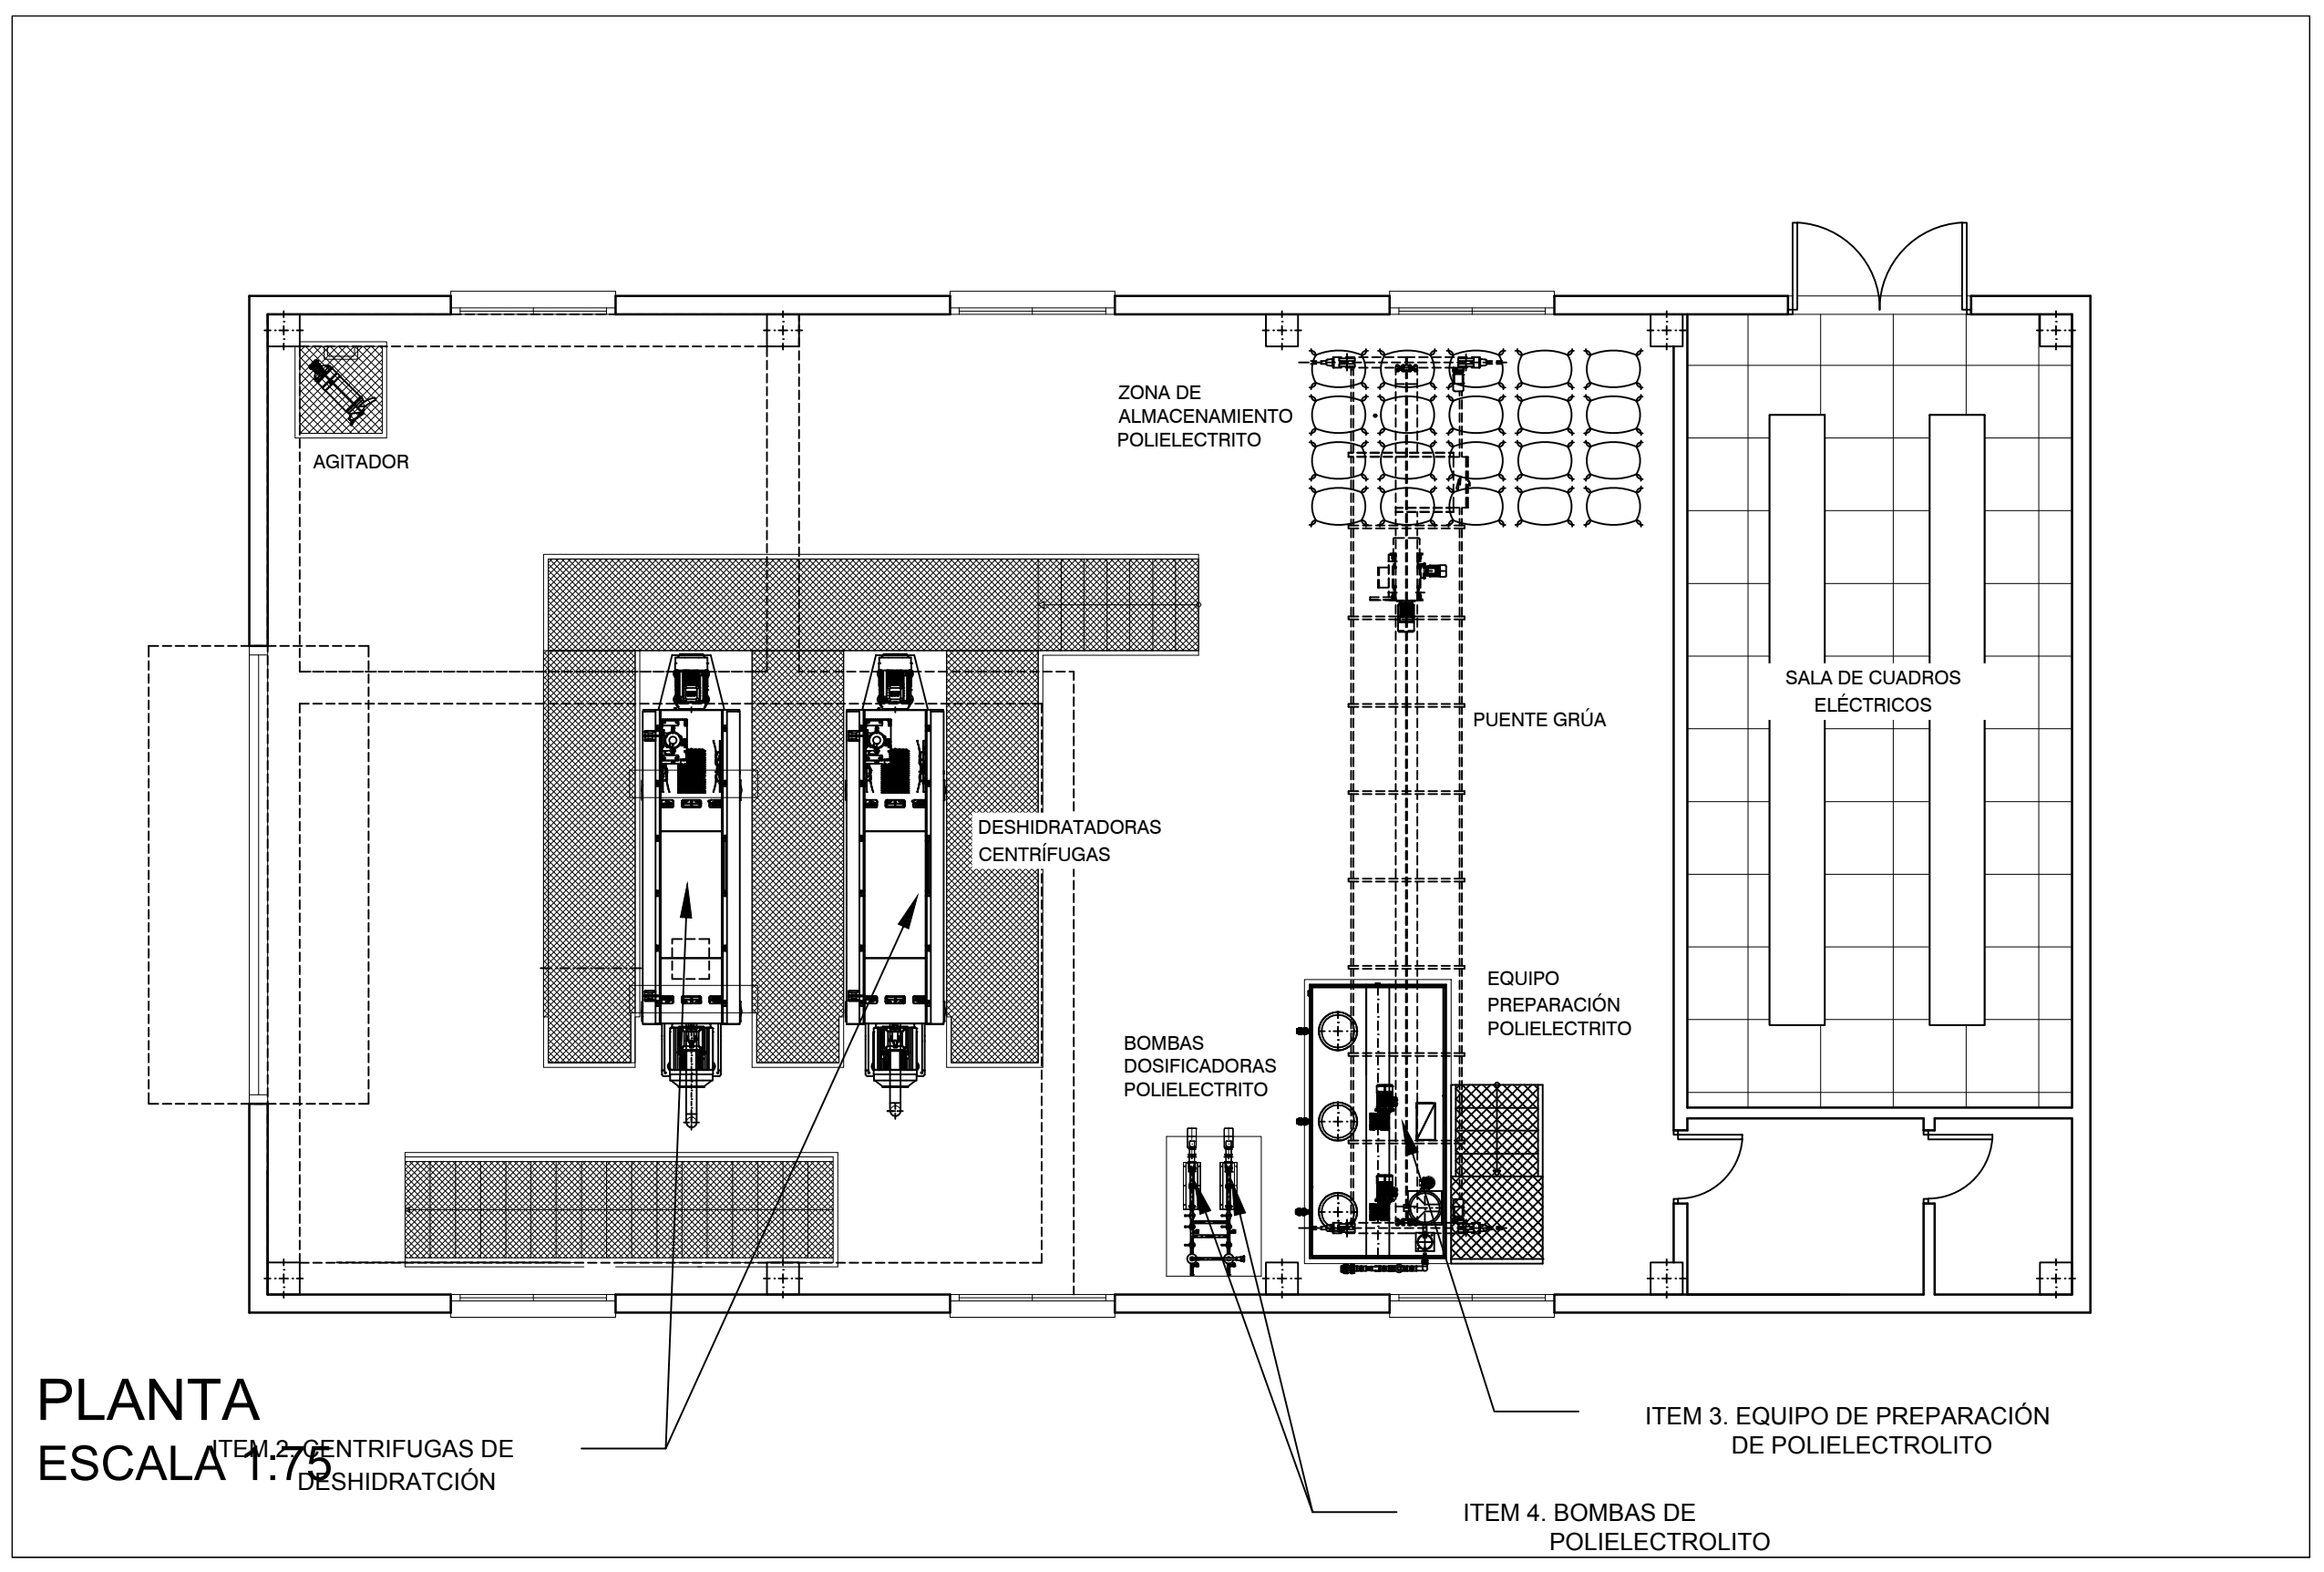 ZONA DE
ALMACENAMIENTO
POLIELECTRITO
AGITADOR
SALA DE CUADROS
ELÉCTRICOS
PUENTE GRÚA
DESHIDRATADORAS
CENTRÍFUGAS
EQUIPO
PREPARACIÓN
POLIELECTRITO
BOMBAS
DOSIFICADORAS
POLIELECTRITO
PLANTA
ESCALA 1:75
ITEM 2. CENTRIFUGAS DE
DESHIDRATCIÓN
ITEM 3. EQUIPO DE PREPARACIÓN
DE POLIELECTROLITO
ITEM 4. BOMBAS DE
POLIELECTROLITO